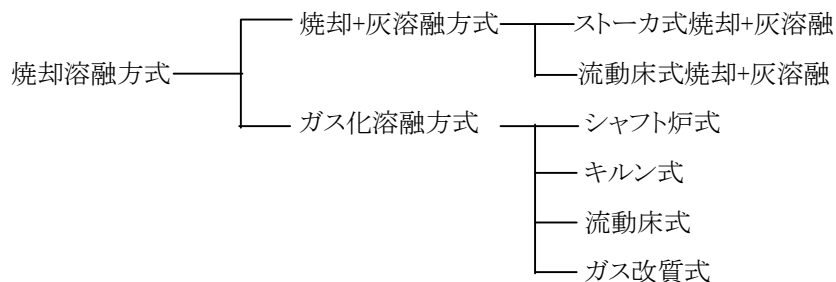 焼却溶融方式
焼却+灰溶融方式
ストーカ式焼却+灰溶融
流動床式焼却+灰溶融
ガス化溶融方式
シャフト炉式
キルン式
流動床式
ガス改質式